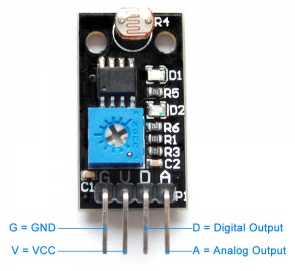 R4
D1
R5
D2
R6
R1
R3
C2
C1 G V D A P1
G = GND
V = VCC
D = Digital Output
A = Analog Output